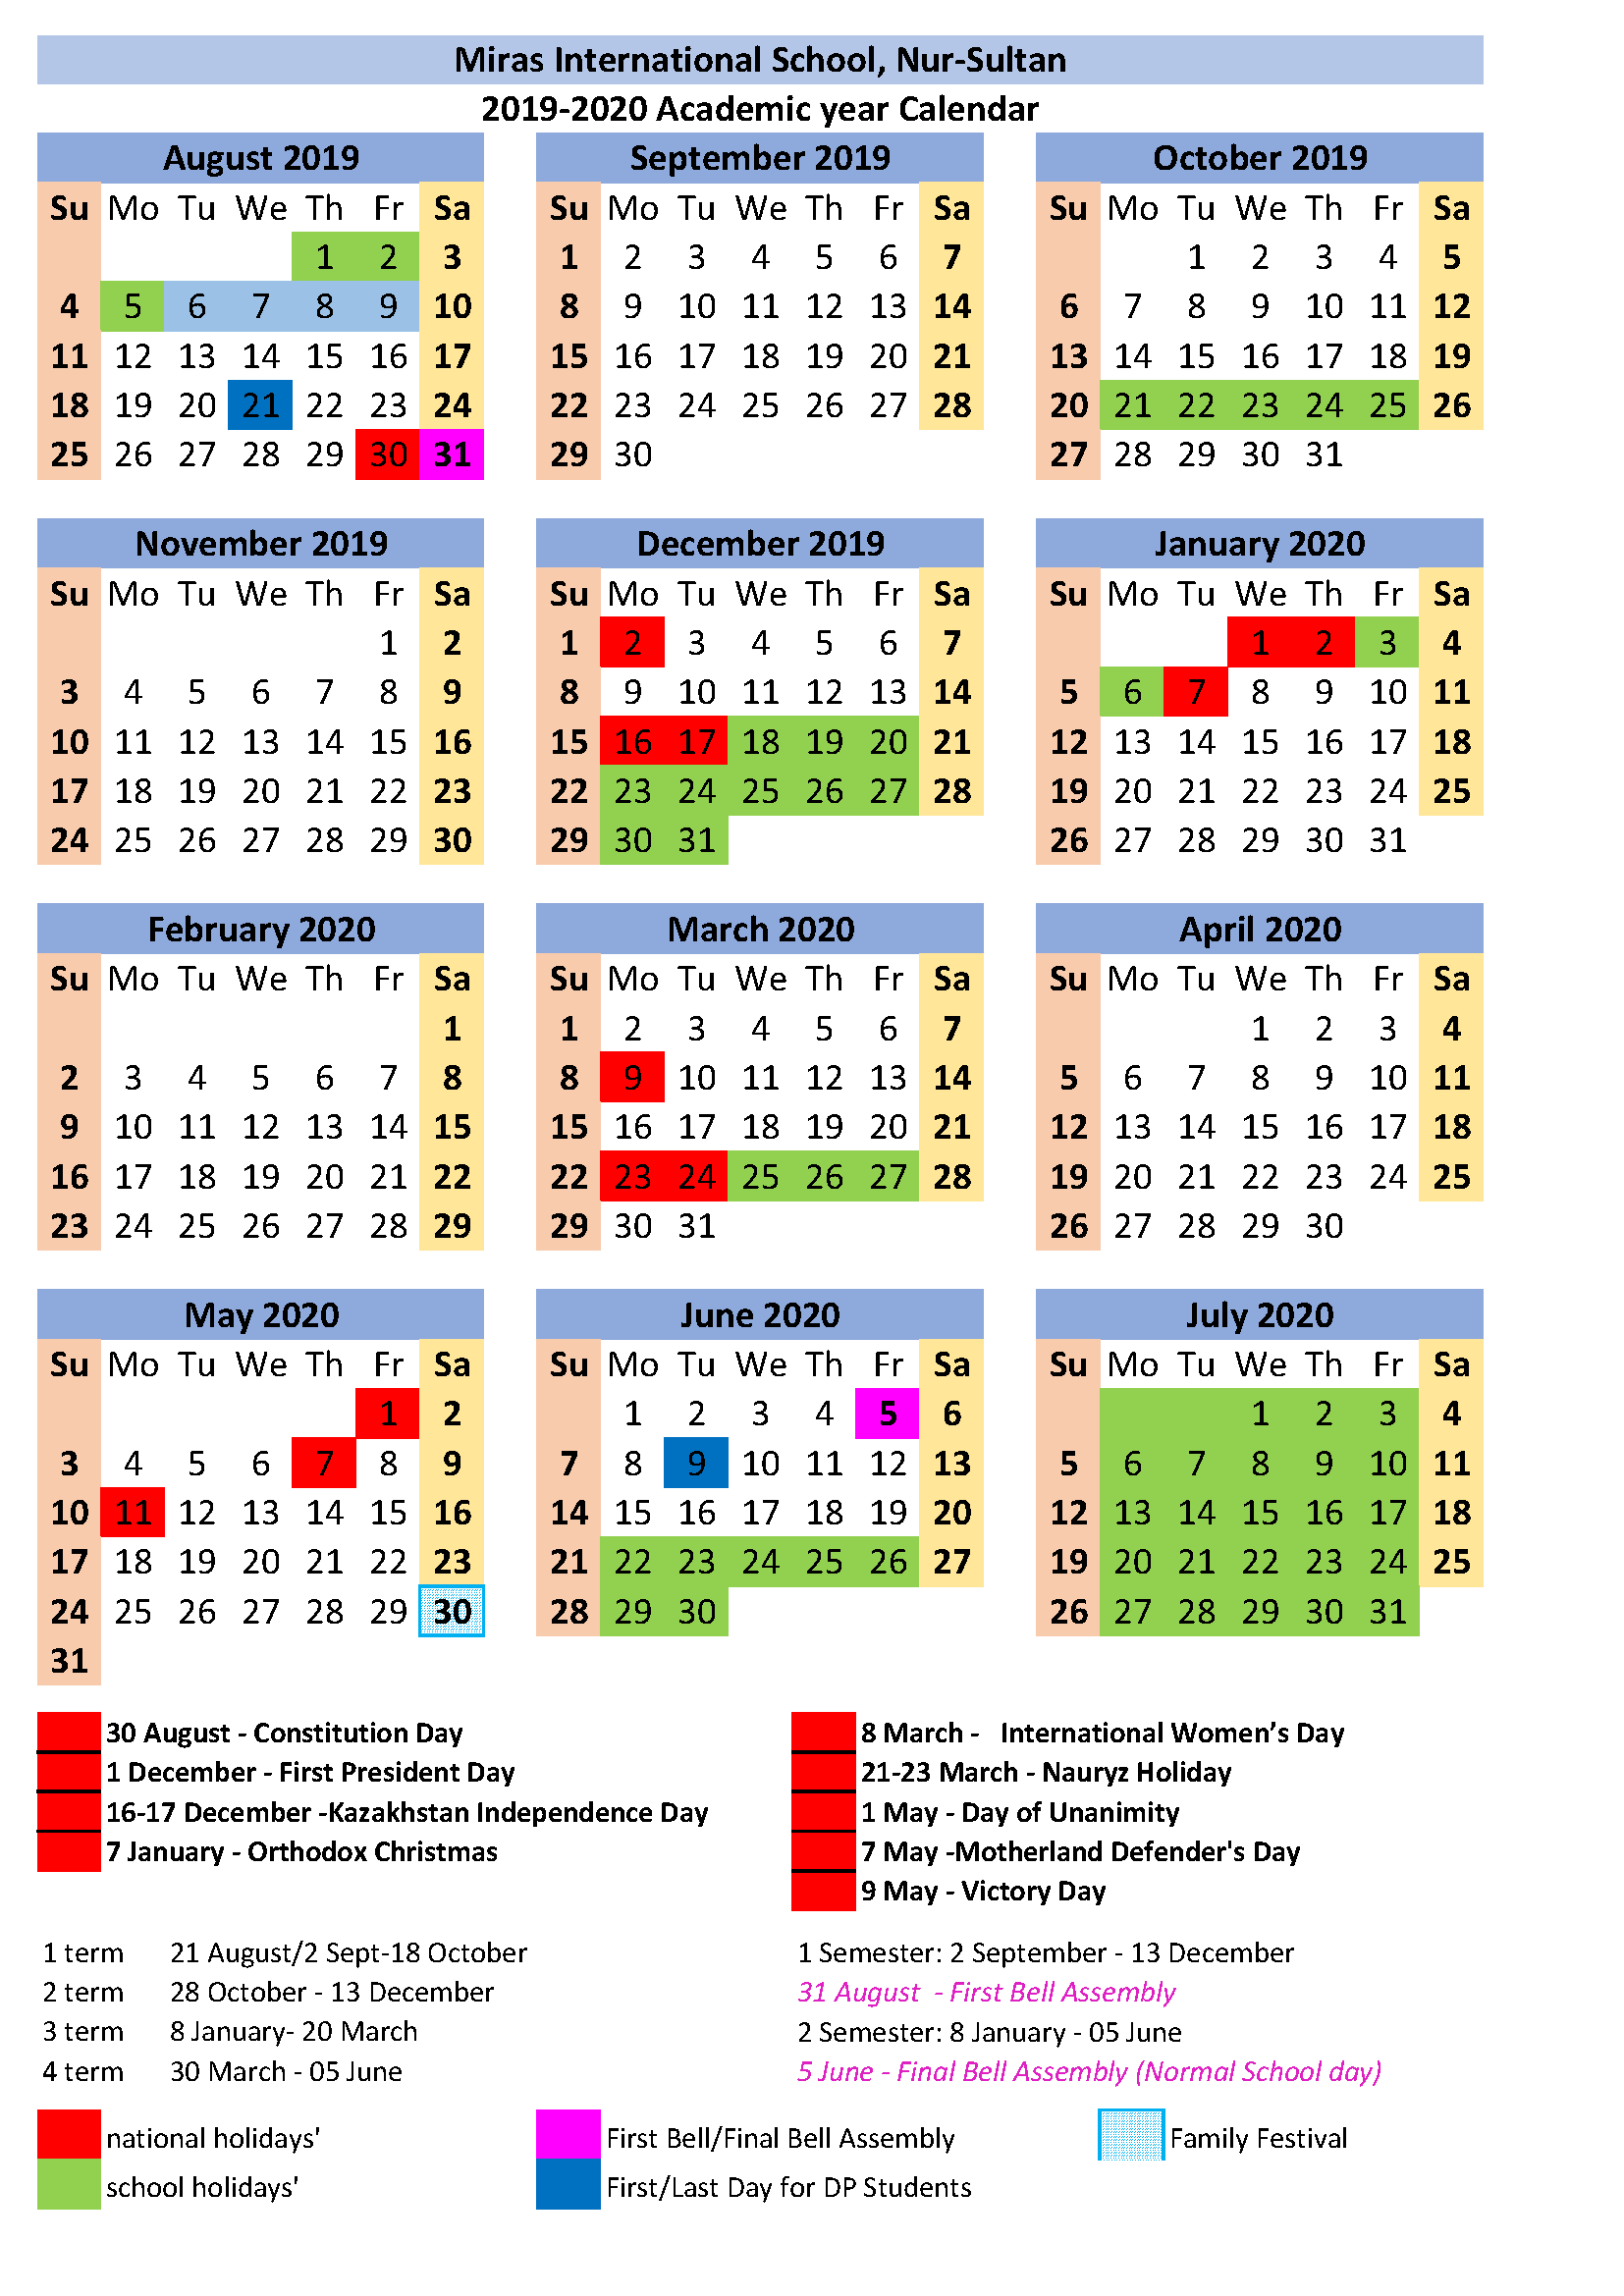 Miras International School, Nur-Sultan
2019-2020 Academic year Calendar
August 2019
Su Mo Tu We Th Fr Sa
1 2 3
4 5 6 7 8 9 10
11 12 13 14 15 16 17
18 19 20 21 22 23 24
25 26 27 28 29 30 31
September 2019
Su Mo Tu We Th Fr Sa
1 2 3 4 5 6 7
8 9 10 11 12 13 14
15 16 17 18 19 20 21
22 23 24 25 26 27 28
29 30
October 2019
Su Mo Tu We Th Fr Sa
1 2 3 4 5
6 7 8 9 10 11 12
13 14 15 16 17 18 19
20 21 22 23 24 25 26
27 28 29 30 31
November 2019
Su Mo Tu We Th Fr Sa
1 2
3 4 5 6 7 8 9
10 11 12 13 14 15 16
17 18 19 20 21 22 23
24 25 26 27 28 29 30
December 2019
Su Mo Tu We Th Fr Sa
1 2 3 4 5 6 7
8 9 10 11 12 13 14
15 16 17 18 19 20 21
22 23 24 25 26 27 28
29 30 31
January 2020
Su Mo Tu We Th Fr Sa
1 2 3 4
5 6 7 8 9 10 11
12 13 14 15 16 17 18
19 20 21 22 23 24 25
26 27 28 29 30 31
February 2020
Su Mo Tu We Th Fr Sa
1
2 3 4 5 6 7 8
9 10 11 12 13 14 15
16 17 18 19 20 21 22
23 24 25 26 27 28 29
March 2020
Su Mo Tu We Th Fr Sa
1 2 3 4 5 6 7
8 9 10 11 12 13 14
15 16 17 18 19 20 21
22 23 24 25 26 27 28
29 30 31
April 2020
Su Mo Tu We Th Fr Sa
1 2 3 4
5 6 7 8 9 10 11
12 13 14 15 16 17 18
19 20 21 22 23 24 25
26 27 28 29 30
May 2020
Su Mo Tu We Th Fr Sa
1 2
3 4 5 6 7 8 9
10 11 12 13 14 15 16
17 18 19 20 21 22 23
24 25 26 27 28 29 30
31
June 2020
Su Mo Tu We Th Fr Sa
1 2 3 4 5 6
7 8 9 10 11 12 13
14 15 16 17 18 19 20
21 22 23 24 25 26 27
28 29 30
July 2020
Su Mo Tu We Th Fr Sa
1 2 3 4
5 6 7 8 9 10 11
12 13 14 15 16 17 18
19 20 21 22 23 24 25
26 27 28 29 30 31
30 August - Constitution Day
1 December - First President Day
16-17 December -Kazakhstan Independence Day
7 January - Orthodox Christmas
8 March - International Women’s Day
21-23 March - Nauryz Holiday
1 May - Day of Unanimity
7 May -Motherland Defender's Day
9 May - Victory Day
1 term 21 August/2 Sept-18 October
2 term 28 October - 13 December
3 term 8 January- 20 March
4 term 30 March - 05 June
1 Semester: 2 September - 13 December
31 August - First Bell Assembly
2 Semester: 8 January - 05 June
5 June - Final Bell Assembly (Normal School day)
national holidays'
school holidays'
First Bell/Final Bell Assembly
First/Last Day for DP Students
Family Festival